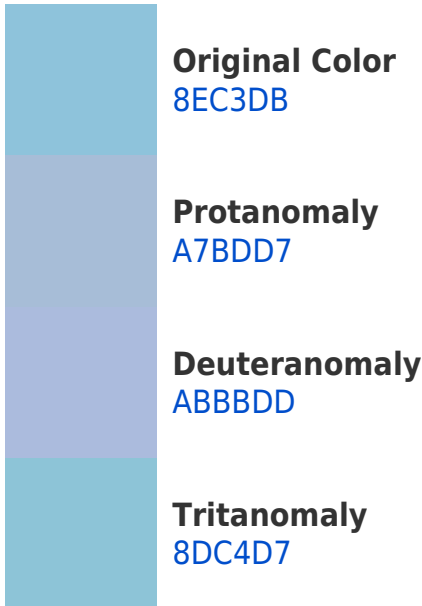 Original Color
8EC3DB
Protanomaly
A7BDD7
Deuteranomaly
ABBBDD
Tritanomaly
8DC4D7